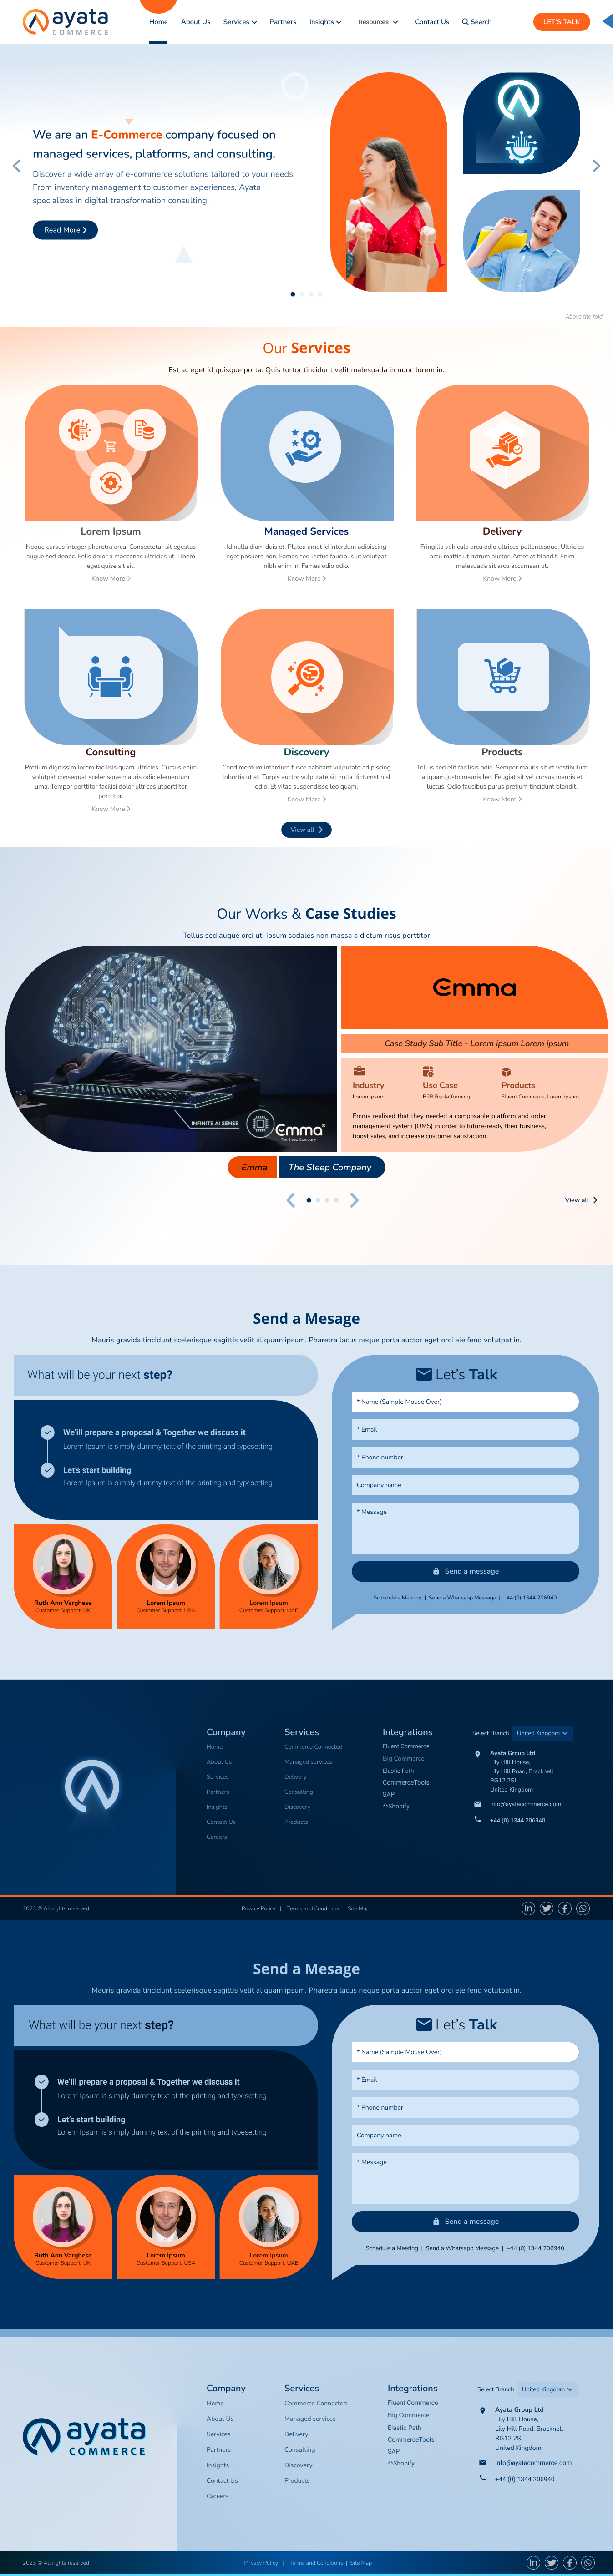 ayata
COMMERCE
Home
About Us
Services
Partners
Insights
Resources
Contact Us
Search
LET'S TALK
We are an E-Commerce company focused on
managed services, platforms, and consulting.
Discover a wide array of e-commerce solutions tailored to your needs.
From inventory management to customer experiences, Ayata
specializes in digital transformation consulting.
Read More
Above the fold
Our Services
Est ac eget id quisque porta. Quis tortor tincidunt velit malesuada in nunc lorem in.
Lorem Ipsum
Neque cursus integer pharetra arcu. Consectetur sit egestas
augue sed donec. Felis dolor a maecenas ultricies ut. Libero
eget quise sit sit.
Know More
Managed Services
Id nulla diam duis et. Platea amet id interdum adipiscing
eget posuere non. Fames sed lectus faucibus ut volutpat
nibh enim in. Fames odio odio.
Know More
Delivery
Fringilla vehicula arcu odio ultrices pellentesque. Ultricies
arcu mattis ut rutrum auctor. Amet at blandit. Enim
malesuada sit arcu accumsan ut.
Know More
Consulting
Pretium dignissim lorem facilisis quam ultricies. Cursus enim
volutpat consequat scelerisque mauris odio elementum
urna. Tempor porttitor facilisi dolor ultrices utporttitor
porttitor.
Know More
Discovery
Condimentum interdum fusce habitant vulputate adipiscing
lobortis ut at. Turpis auctor vulputate sit nulla dictumst nisl
odio. Et vitae suspendisse leo quam.
Know More
Products
Tellus sed elit facilisis odio. Semper mauris sit et vestibulum
aliquam justo mauris leo. Feugiat sit vel cursus mauris et
luctus. Odio faucibus purus pretium tincidunt blandit.
Know More
View all
Our Works & Case Studies
Tellus sed augue orci ut. Ipsum sodales non massa a dictum risus porttitor
INFINITE AI SENSE
Emma®
The Sleep Company
Emma
Case Study Sub Title - Lorem ipsum Lorem ipsum
Industry
Lorem Ipsum
Use Case
B2B Replatforming
Products
Fluent Commerce, Lorem ipsum
Emma realised that they needed a composable platform and order
management system (OMS) in order to future-ready their business,
boost sales, and increase customer satisfaction.
Emma
The Sleep Company
View all
Send a Mesage
Mauris gravida tincidunt scelerisque sagittis velit aliquam ipsum. Pharetra lacus neque porta auctor eget orci eleifend volutpat in.
What will be your next step?
We'ill prepare a proposal & Together we discuss it
Lorem Ipsum is simply dummy text of the printing and typesetting
Let's start building
Lorem Ipsum is simply dummy text of the printing and typesetting
Ruth Ann Varghese
Customer Support, UK
Lorem Ipsum
Customer Support, USA
Lorem Ipsum
Customer Support, UAE
Let's Talk
* Name (Sample Mouse Over)
* Email
* Phone number
Company name
* Message
Send a message
Schedule a Meeting | Send a Whatsapp Message | +44 (0) 1344 206940
Company
Home
About Us
Services
Partners
Insights
Contact Us
Careers
Services
Commerce Connected
Managed services
Delivery
Consulting
Discovery
Products
Integrations
Fluent Commerce
Big Commerce
Elastic Path
CommerceTools
SAP
**Shopify
Select Branch
United Kingdom
Ayata Group Ltd
Lily Hill House,
Lily Hill Road, Bracknell
RG12 2SJ
United Kingdom
info@ayatacommerce.com
+44 (0) 1344 206940
2023 © All rights reserved
Privacy Policy | Terms and Conditions | Site Map
Send a Mesage
Mauris gravida tincidunt scelerisque sagittis velit aliquam ipsum. Pharetra lacus neque porta auctor eget orci eleifend volutpat in.
What will be your next step?
We'ill prepare a proposal & Together we discuss it
Lorem Ipsum is simply dummy text of the printing and typesetting
Let's start building
Lorem Ipsum is simply dummy text of the printing and typesetting
Ruth Ann Varghese
Customer Support, UK
Lorem Ipsum
Customer Support, USA
Lorem Ipsum
Customer Support, UAE
Let's Talk
* Name (Sample Mouse Over)
* Email
* Phone number
Company name
* Message
Send a message
Schedule a Meeting | Send a Whatsapp Message | +44 (0) 1344 206940
ayata
COMMERCE
Company
Home
About Us
Services
Partners
Insights
Contact Us
Careers
Services
Commerce Connected
Managed services
Delivery
Consulting
Discovery
Products
Integrations
Fluent Commerce
Big Commerce
Elastic Path
CommerceTools
SAP
**Shopify
Select Branch
United Kingdom
Ayata Group Ltd
Lily Hill House,
Lily Hill Road, Bracknell
RG12 2SJ
United Kingdom
info@ayatacommerce.com
+44 (0) 1344 206940
2023 © All rights reserved
Privacy Policy | Terms and Conditions | Site Map